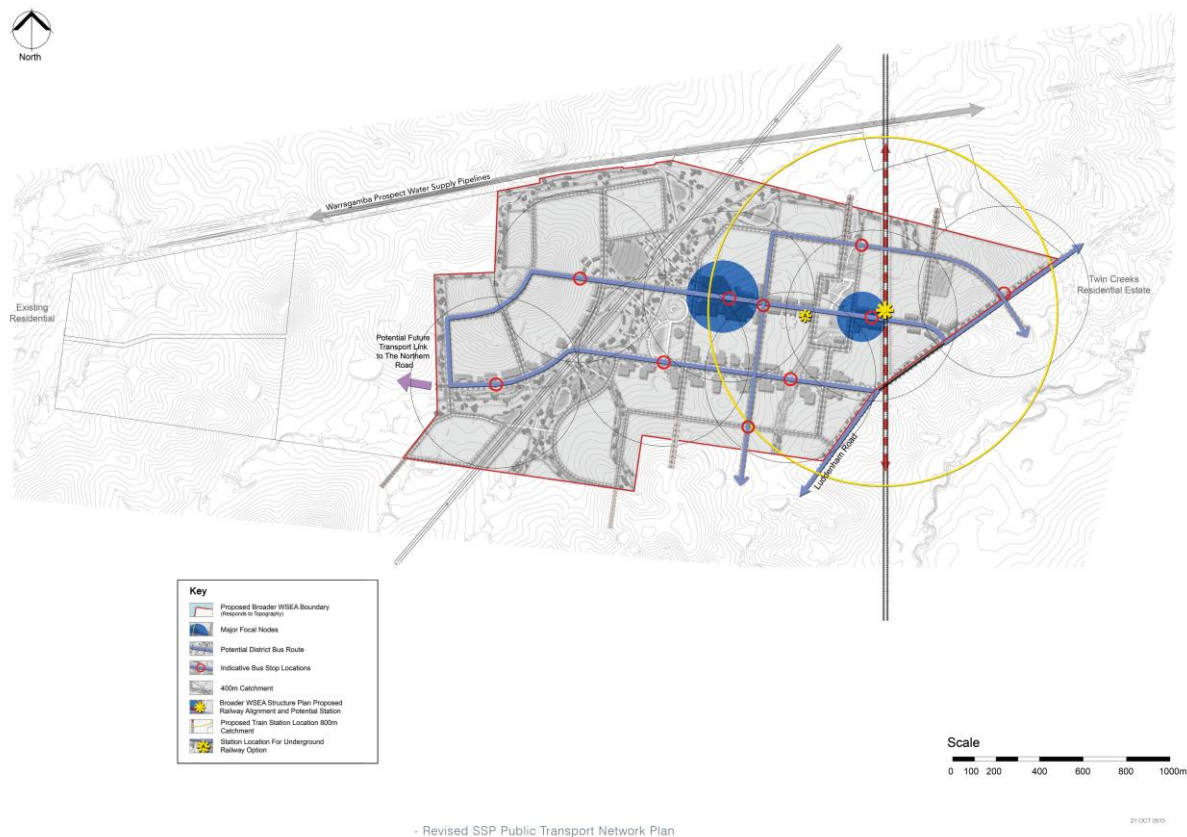 North
Warragamba Prospect Water Supply Pipelines
Existing
Residential
Twin Creeks
Residential Estate
Potential Future
Transport Link
to The Northern
Road
Luddenham Road
Key
Proposed Broader WSEA Boundary
(Responds to Topography)
Major Focal Nodes
Potential District Bus Route
Indicative Bus Stop Locations
400m Catchment
Broader WSEA Structure Plan Proposed
Railway Alignment and Potential Station
Proposed Train Station Location 800m
Catchment
Station Location For Underground
Railway Option
Scale
0 100 200 400 600 800 1000m
21 OCT 2015
- Revised SSP Public Transport Network Plan